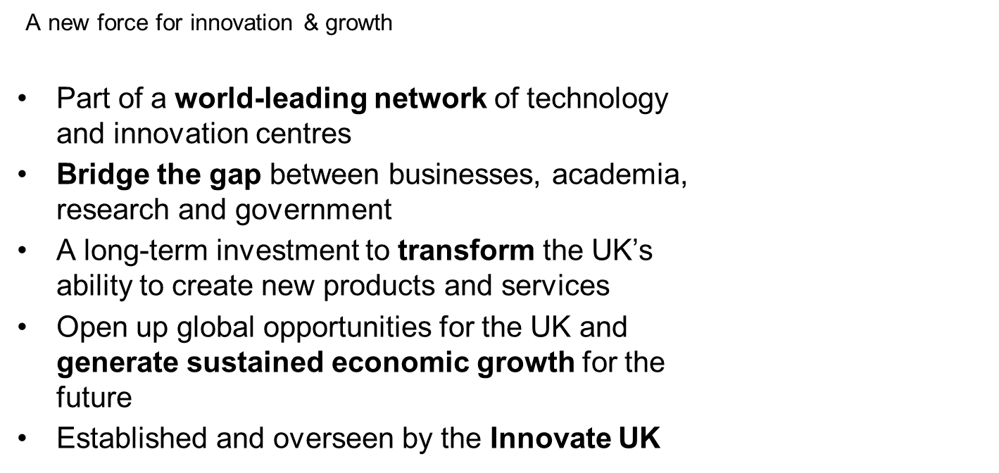 A new force for innovation & growth
• Part of a world-leading network of technology
and innovation centres
• Bridge the gap between businesses, academia,
research and government
• A long-term investment to transform the UK’s
ability to create new products and services
• Open up global opportunities for the UK and
generate sustained economic growth for the
future
• Established and overseen by the Innovate UK